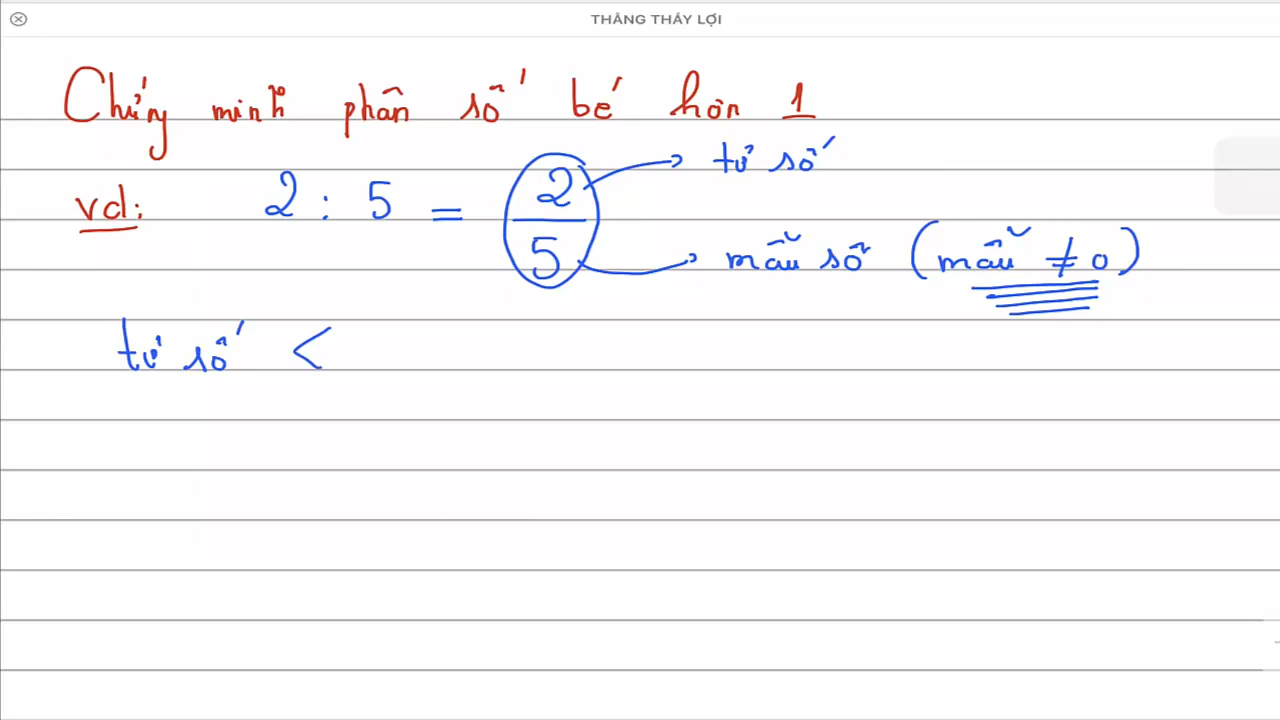 THẮNG THẦY LỢI
Chứng minh phân số bé hơn 1
vd: 2 : 5 = 2/5
tử số
mẫu số (mẫu ≠ 0)
tử số <